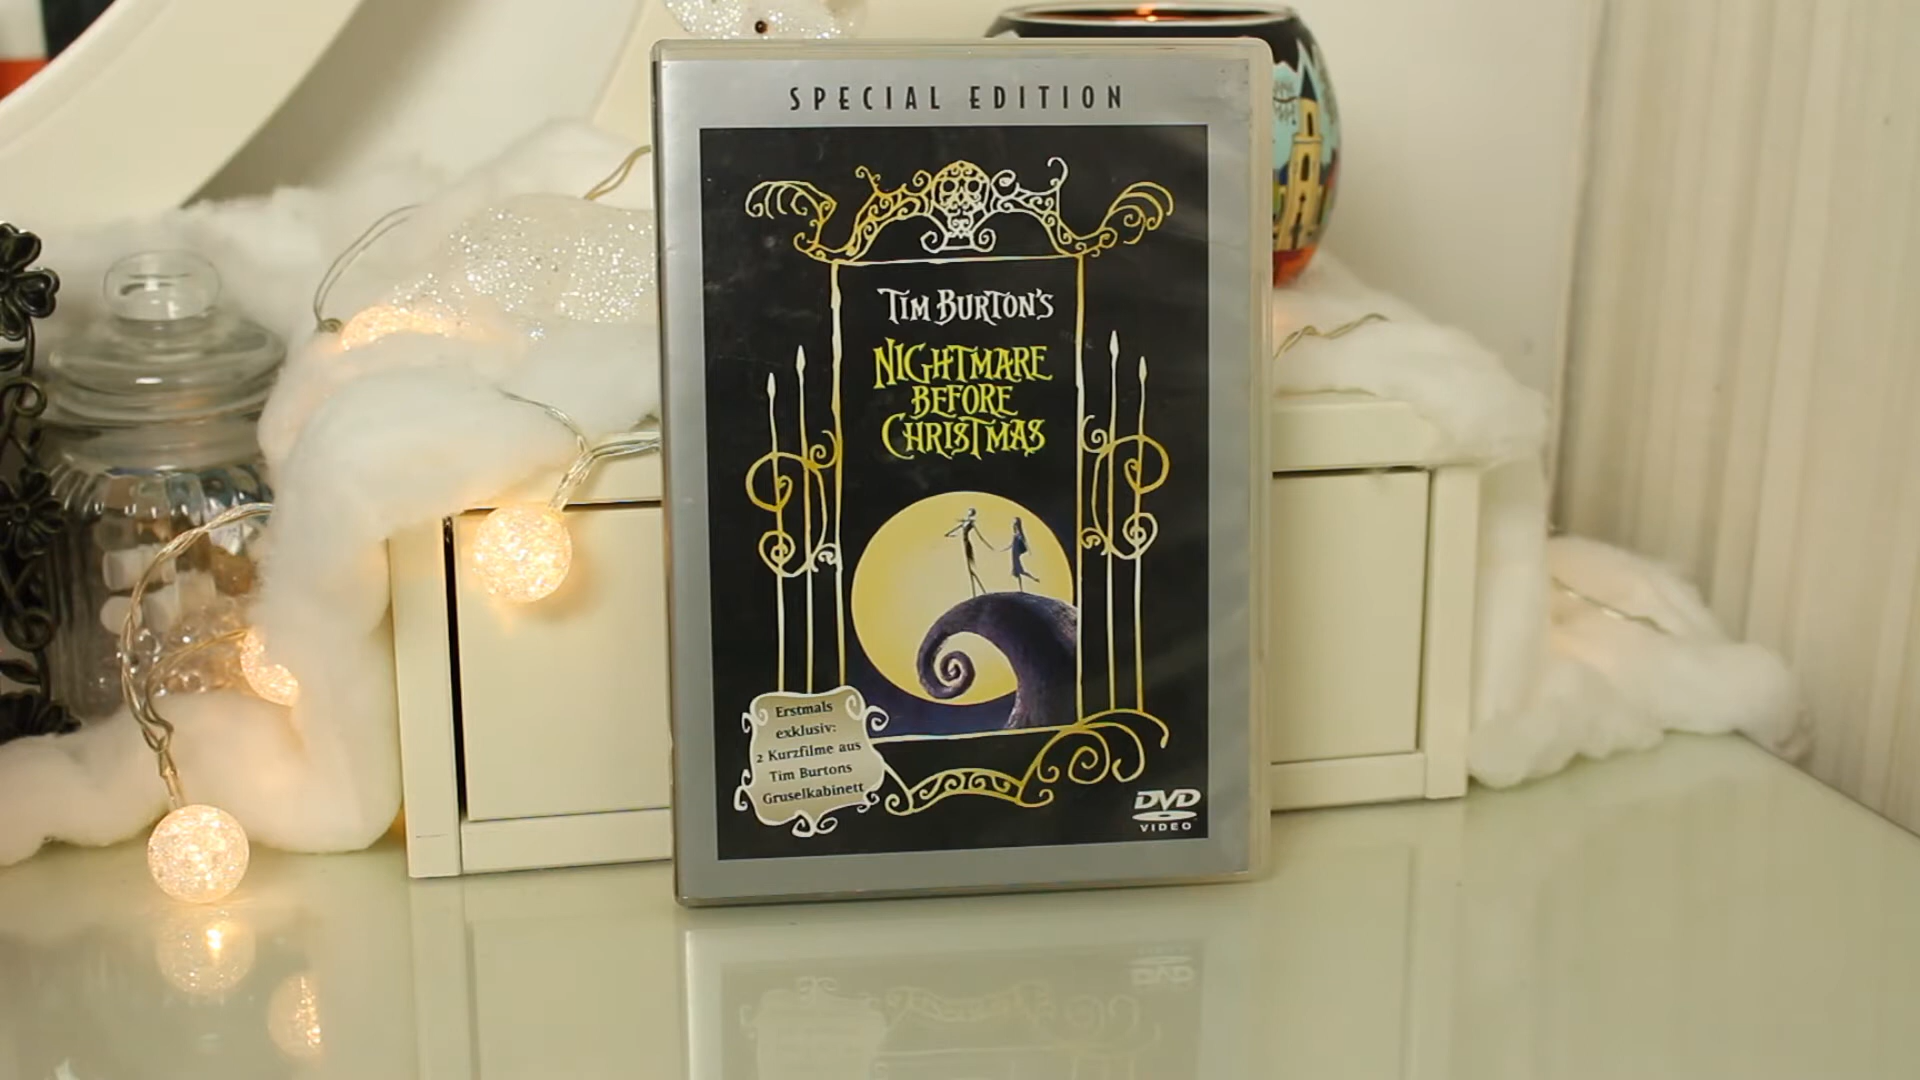 SPECIAL EDITION
TIM BURTON'S
NIGHTMARE
BEFORE
CHRISTMAS
Erstmals
exklusiv:
2 Kurzfilme aus
Tim Burtons
Gruselkabinett
DVD
VIDEO